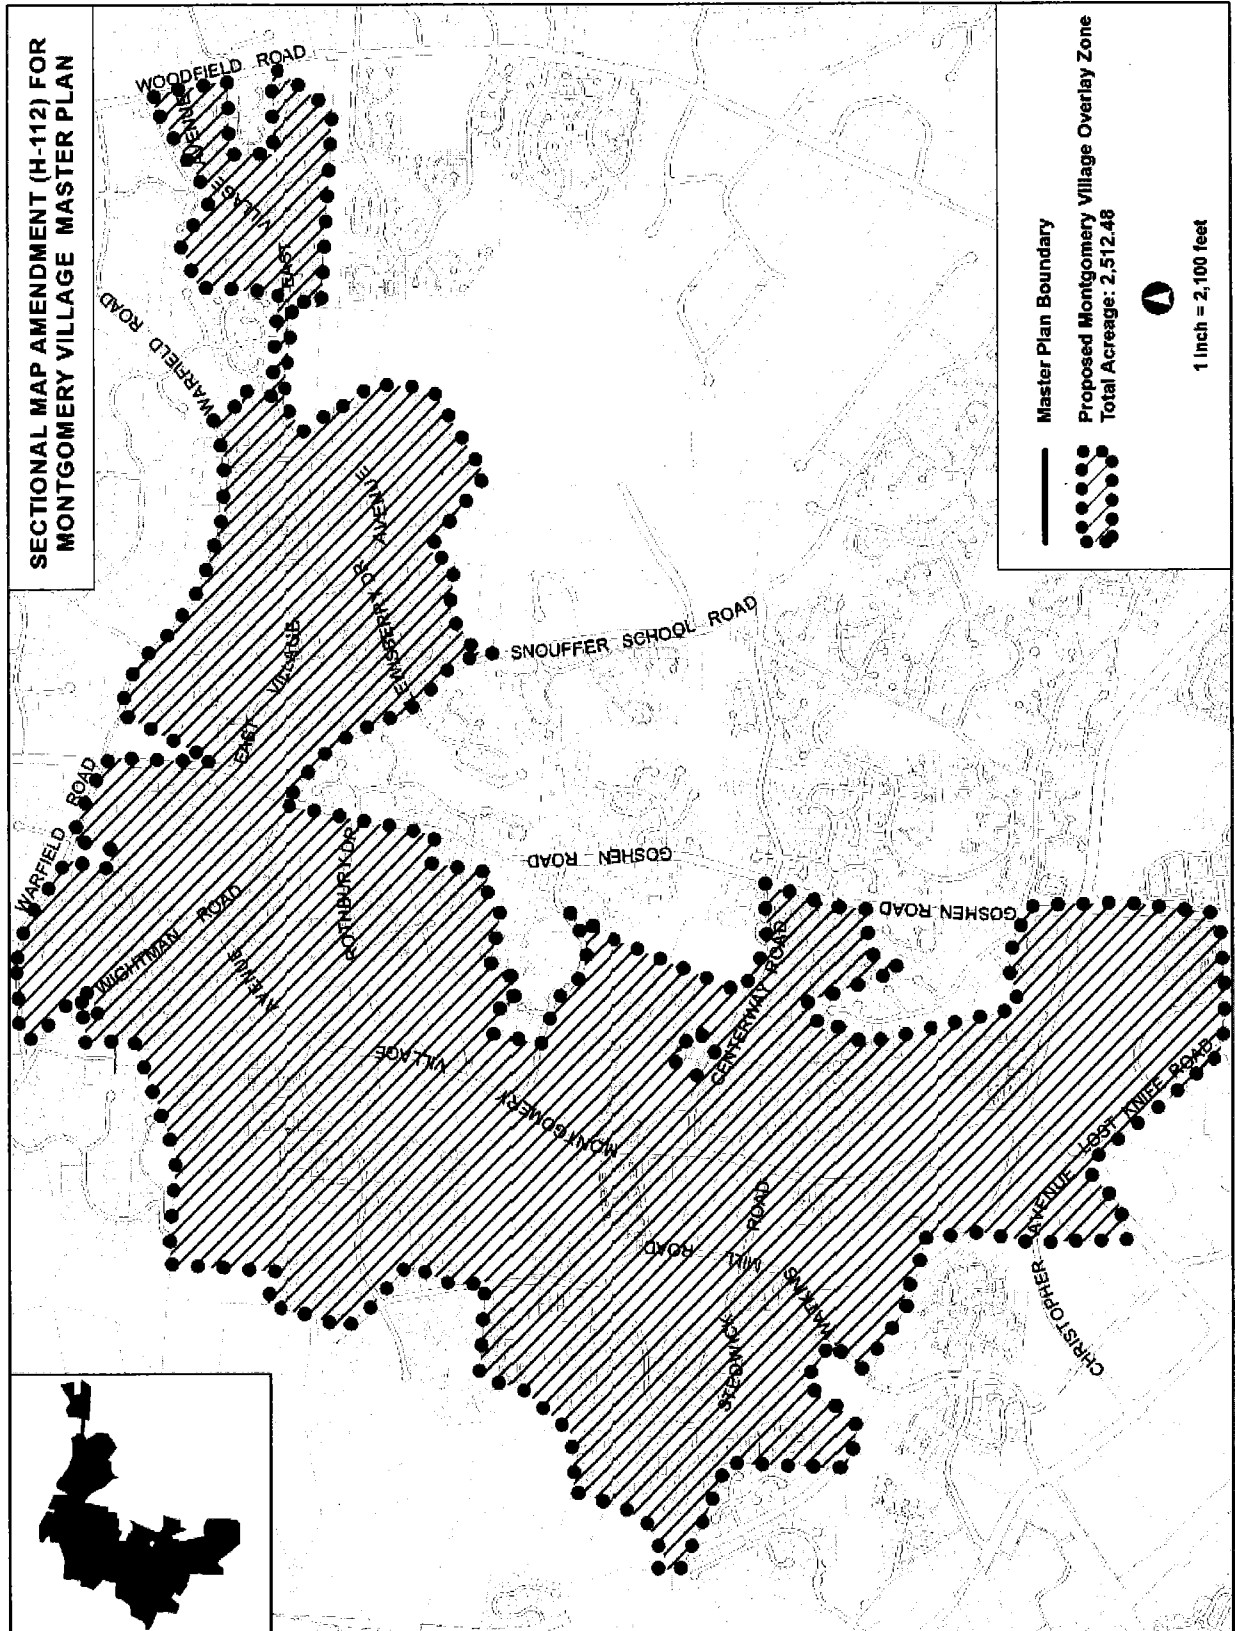 SECTIONAL MAP AMENDMENT (H-112) FOR
MONTGOMERY VILLAGE MASTER PLAN
WOODFIELD ROAD
AVENUE
VILLAGE
EAST
WARFIELD ROAD
AVENUE
SNOUFFER SCHOOL ROAD
VILLAGE
EAST
WARFIELD ROAD
WIGHTMAN ROAD
AVENUE
ROTHBURY DR
GOSHEN ROAD
VILLAGE
MONTGOMERY
CENTERWAY ROAD
GOSHEN ROAD
ROAD
MILL
WATKINS
STEDWICK
ROAD
LOST KNIFE ROAD
CHRISTOPHER AVENUE
Master Plan Boundary
Proposed Montgomery Village Overlay Zone
Total Acreage: 2,512.48
1 inch = 2,100 feet